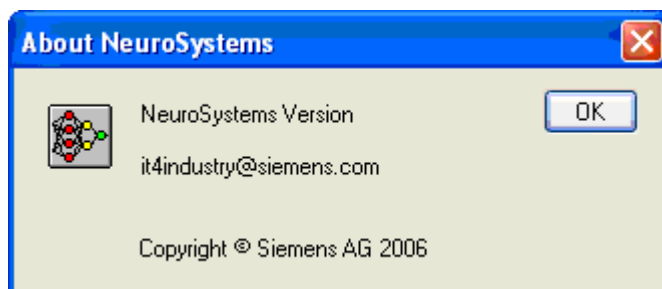 About NeuroSystems
NeuroSystems Version
OK
it4industry@siemens.com
Copyright © Siemens AG 2006